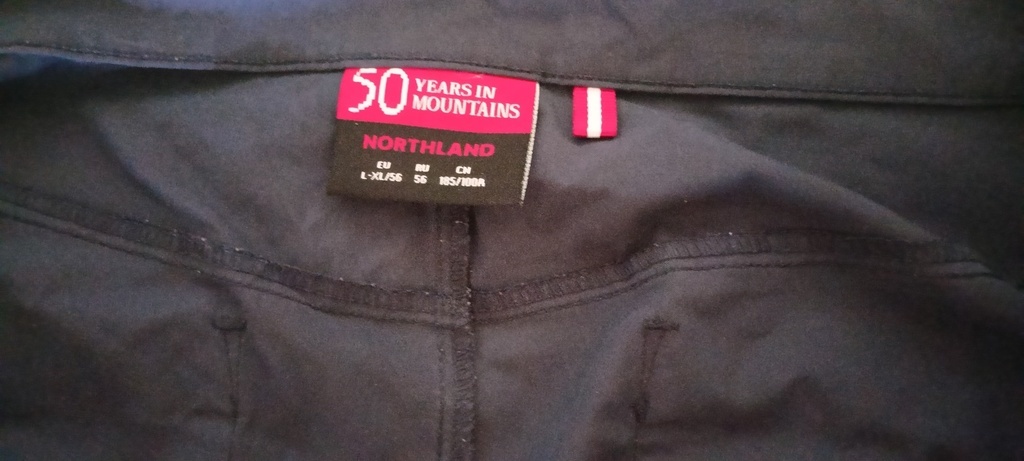 50 YEARS IN
MOUNTAINS
NORTHLAND
EU RU CN
L-XL/56 56 185/100A